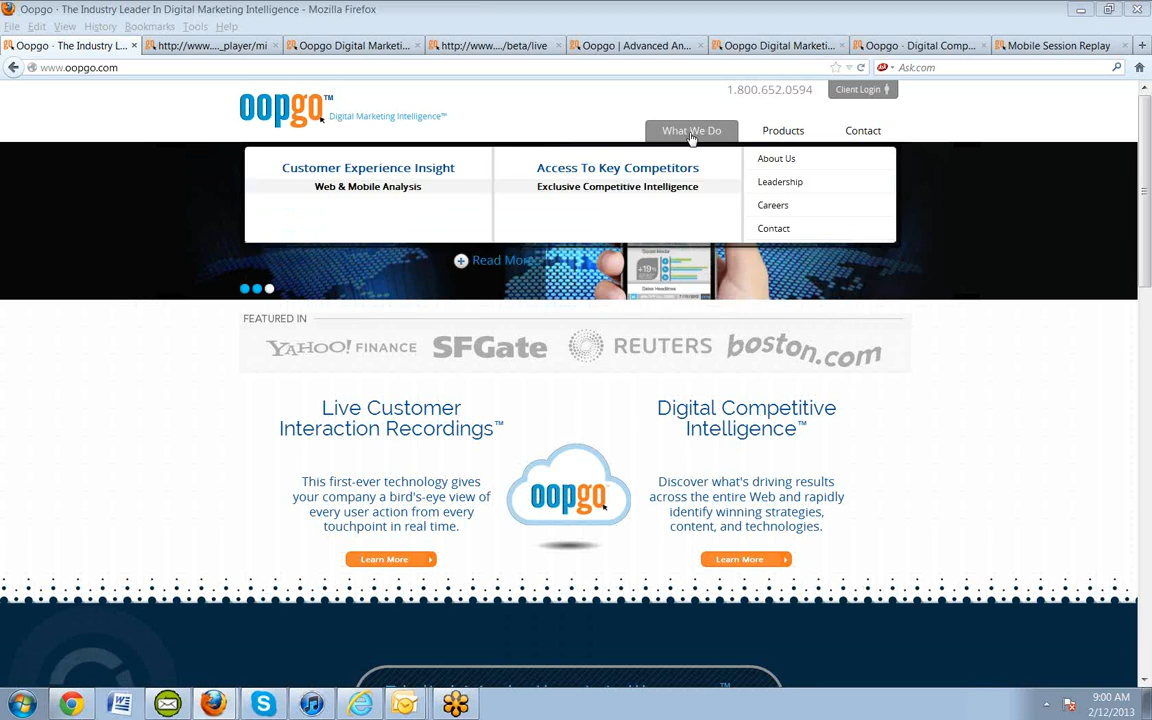 Oopgo · The Industry Leader In Digital Marketing Intelligence - Mozilla Firefox
File Edit View History Bookmarks Tools Help
Oopgo · The Industry L... × http://www...._player/mi × Oopgo Digital Marketi... × http://www..../beta/live × Oopgo | Advanced An... × Oopgo Digital Marketi... × Oopgo · Digital Comp... × Mobile Session Replay × +
www.oopgo.com
Ask.com
1.800.652.0594
Client Login
oopgo™
Digital Marketing Intelligence™
What We Do Products Contact
Customer Experience Insight
Web & Mobile Analysis
Access To Key Competitors
Exclusive Competitive Intelligence
About Us
Leadership
Careers
Contact
Read More
+19%
FEATURED IN
YAHOO! FINANCE SFGate REUTERS boston.com
Live Customer
Interaction Recordings™
This first-ever technology gives
your company a bird's-eye view of
every user action from every
touchpoint in real time.
Learn More
oopgo
Digital Competitive
Intelligence™
Discover what's driving results
across the entire Web and rapidly
identify winning strategies,
content, and technologies.
Learn More
9:00 AM
2/12/2013